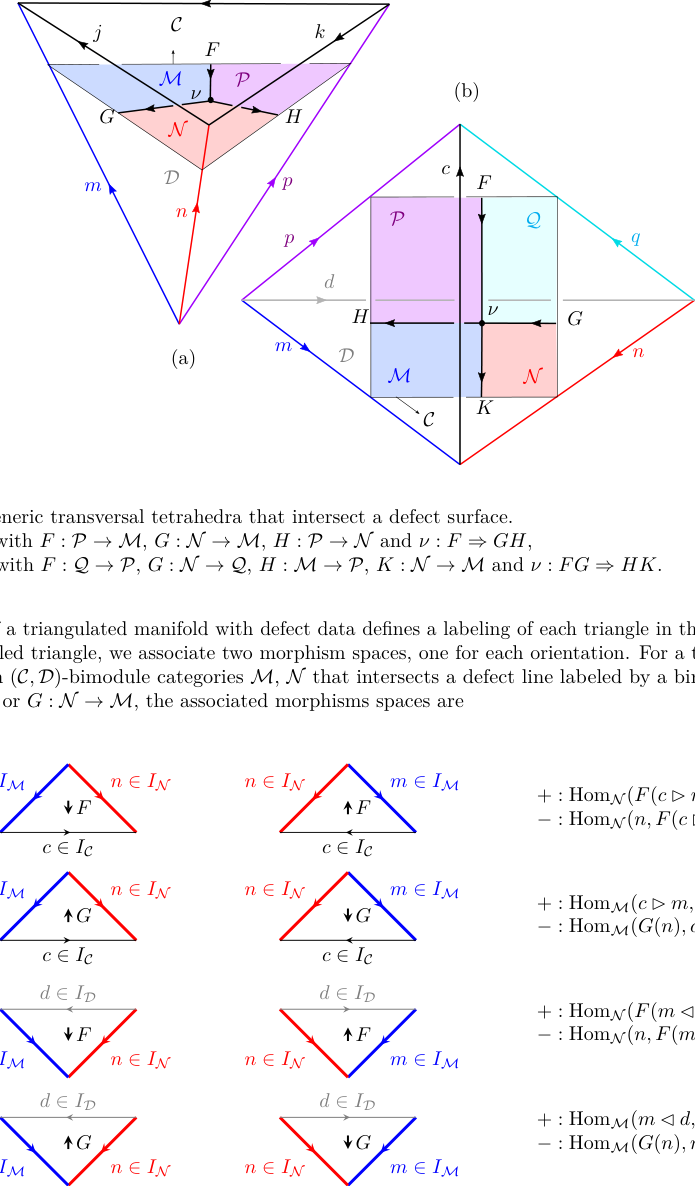 j
C
k
F
M
P
ν
G
N
H
D
m
n
p
(a)
(b)
c
F
P
Q
p
q
d
H
ν
G
m
D
n
M
N
K
C
eneric transversal tetrahedra that intersect a defect surface.
with F : P → M, G : N → M, H : P → N and ν : F ⇒ GH,
with F : Q → P, G : N → Q, H : M → P, K : N → M and ν : FG ⇒ HK.
f a triangulated manifold with defect data defines a labeling of each triangle in th
led triangle, we associate two morphism spaces, one for each orientation. For a t
(C, D)-bimodule categories M, N that intersects a defect line labeled by a bin
or G : N → M, the associated morphisms spaces are
I_M n ∈ I_N n ∈ I_N m ∈ I_M + : Hom_N(F(c ▷ m
F F − : Hom_N(n, F(c ▷
c ∈ I_C c ∈ I_C
I_M n ∈ I_N n ∈ I_N m ∈ I_M + : Hom_M(c ▷ m,
G G − : Hom_M(G(n), c
c ∈ I_C c ∈ I_C
d ∈ I_D d ∈ I_D
F F + : Hom_N(F(m ◁
I_M n ∈ I_N n ∈ I_N m ∈ I_M − : Hom_N(n, F(m
d ∈ I_D d ∈ I_D
G G + : Hom_M(m ◁ d,
I_M n ∈ I_N n ∈ I_N m ∈ I_M − : Hom_M(G(n), m